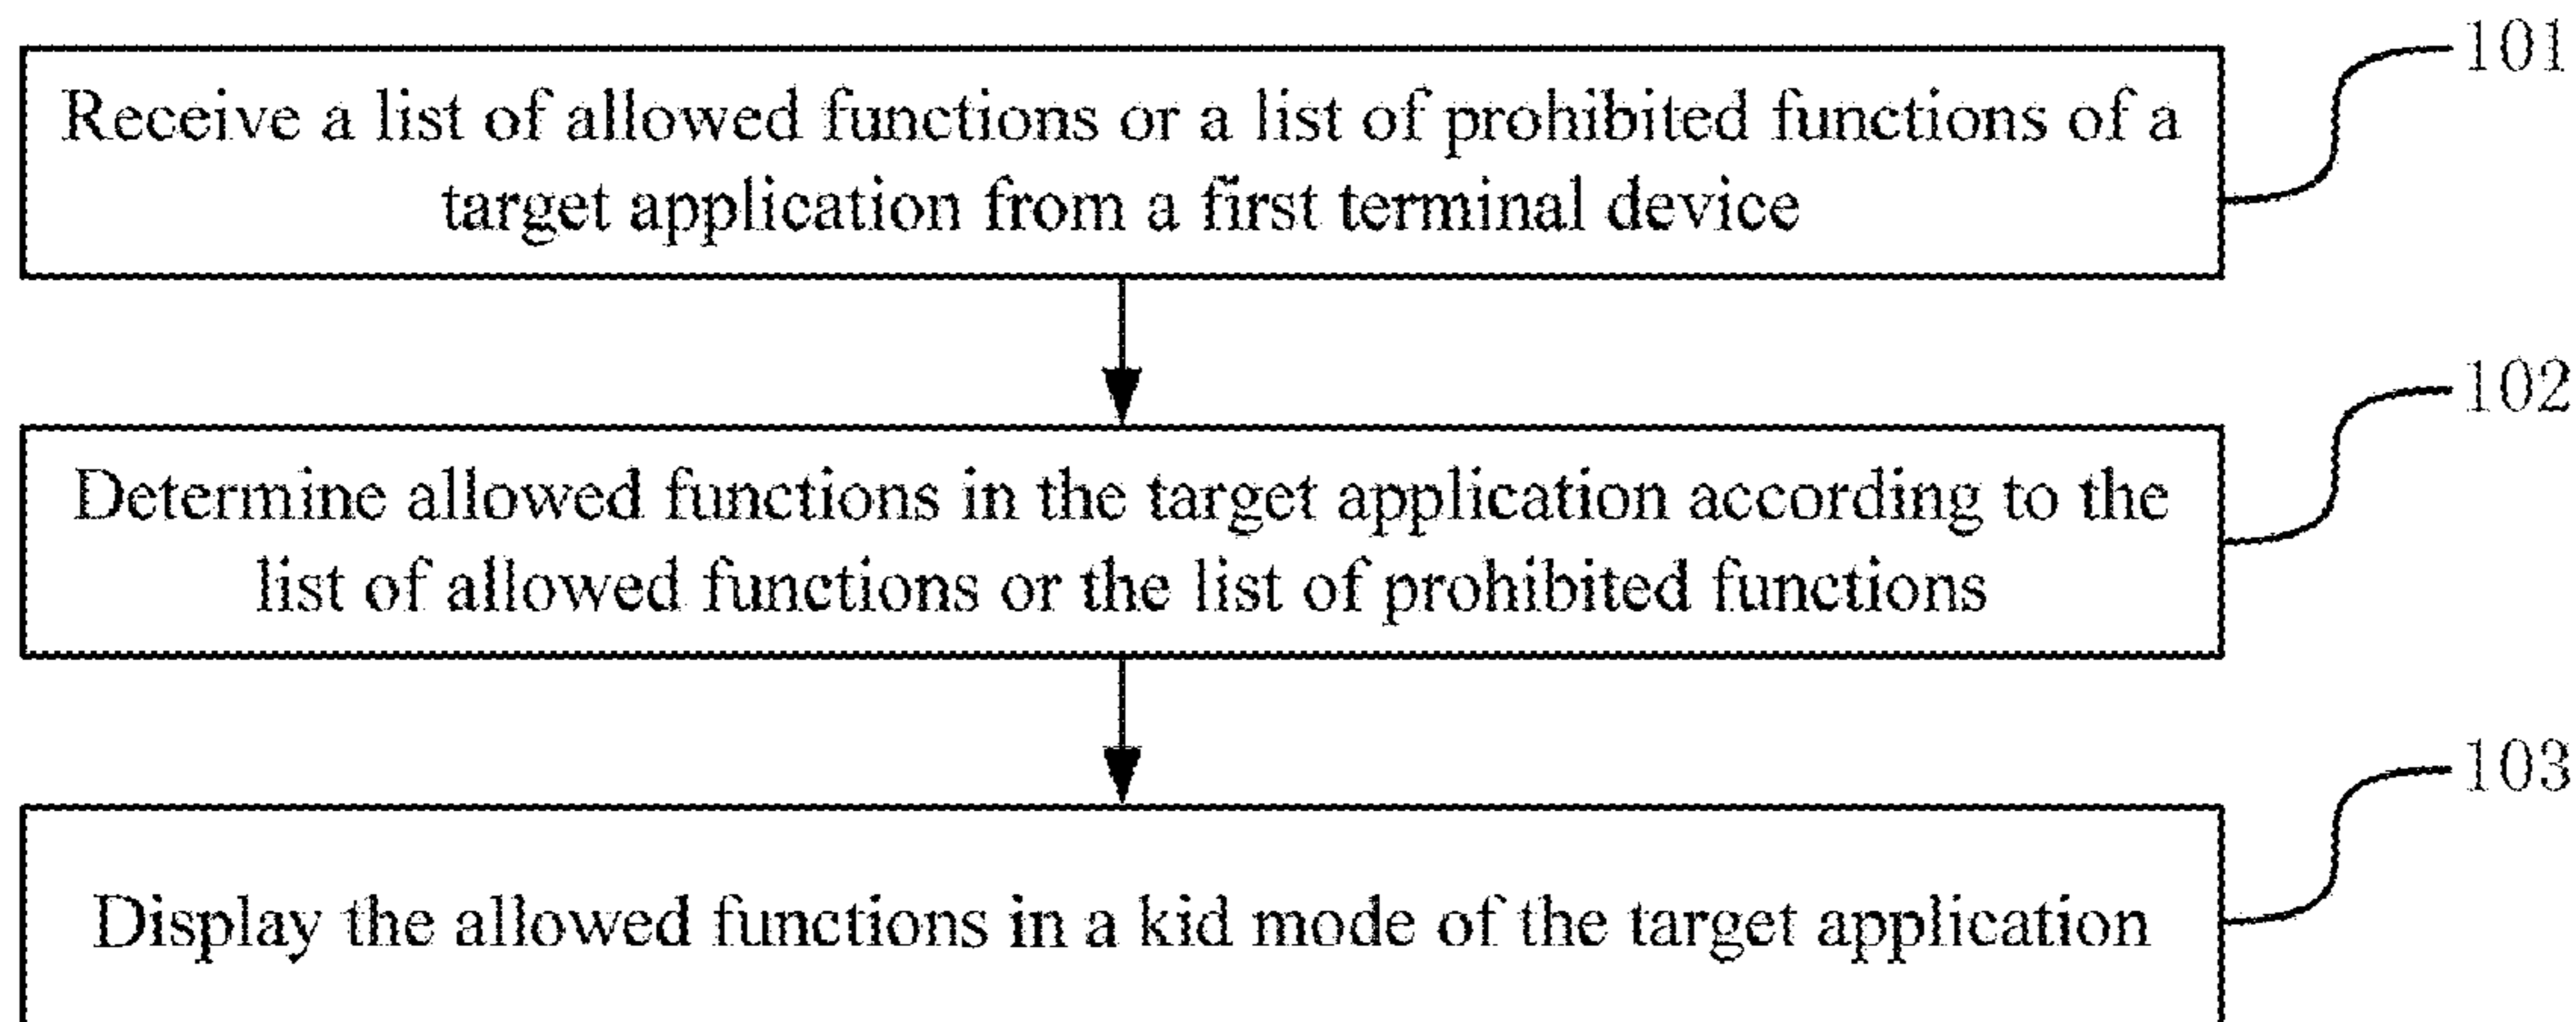 101
Receive a list of allowed functions or a list of prohibited functions of a
target application from a first terminal device
102
Determine allowed functions in the target application according to the
list of allowed functions or the list of prohibited functions
103
Display the allowed functions in a kid mode of the target application